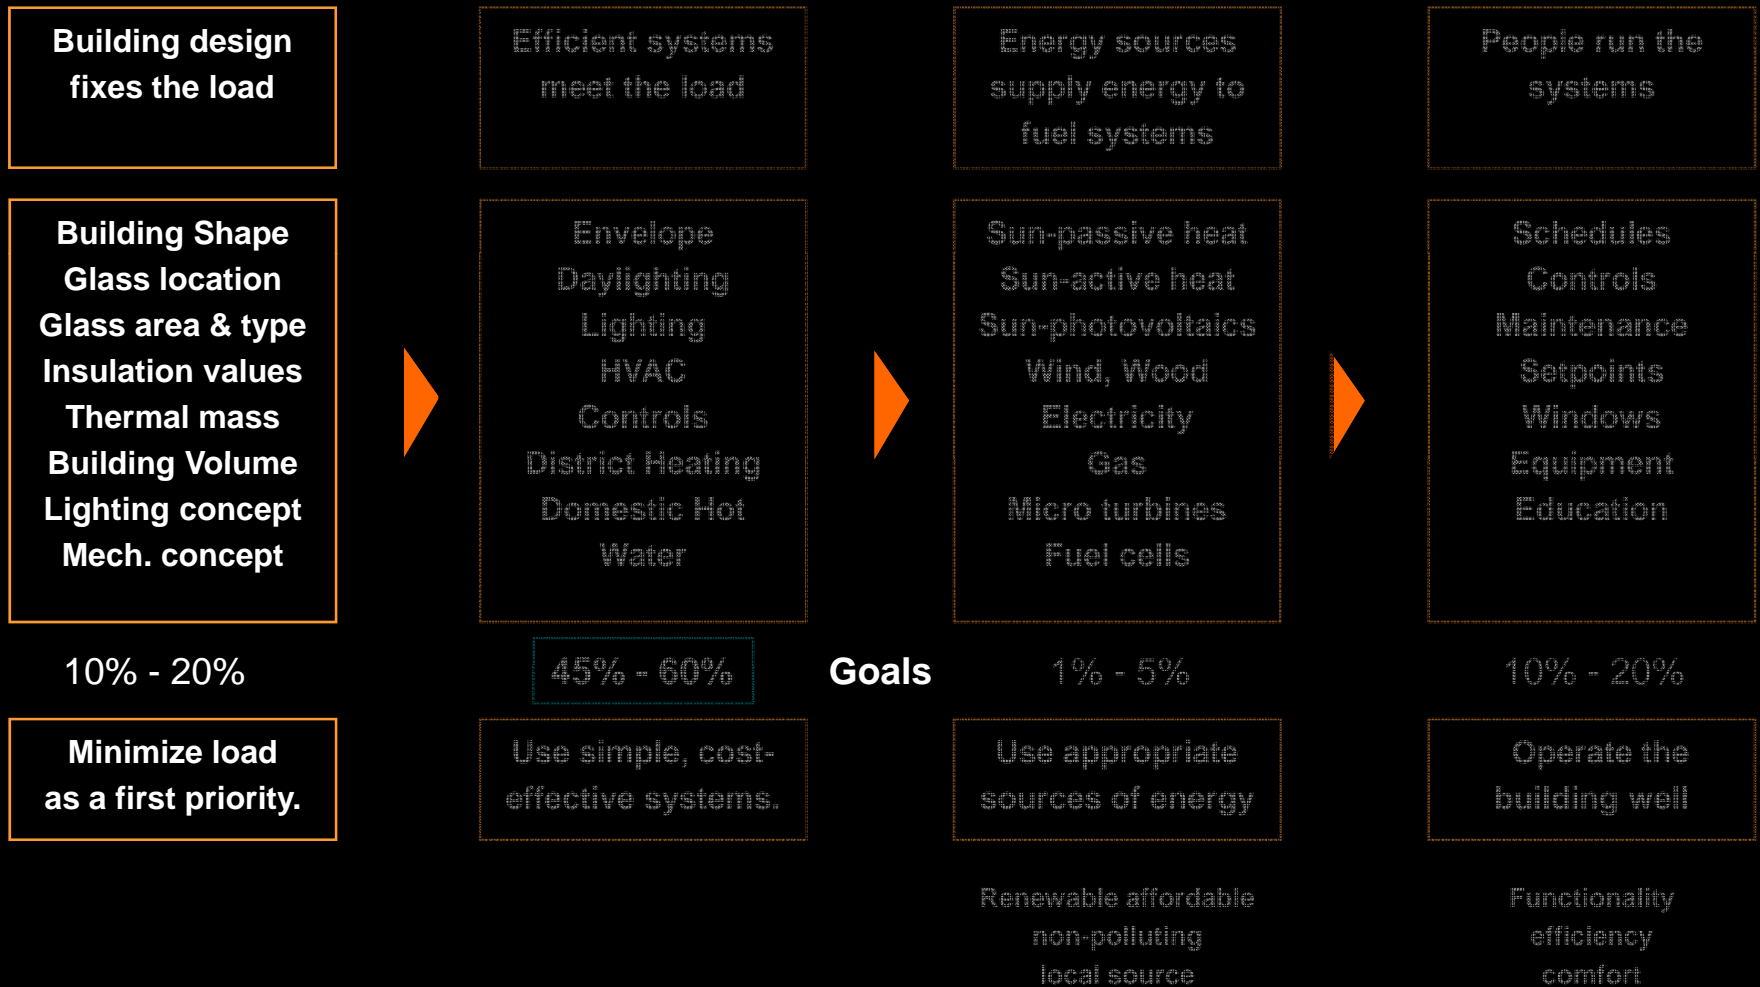 Building design
fixes the load
Efficient systems
meet the load
Energy sources
supply energy to
fuel systems
People run the
systems
Building Shape
Glass location
Glass area & type
Insulation values
Thermal mass
Building Volume
Lighting concept
Mech. concept
Envelope
Daylighting
Lighting
HVAC
Controls
District Heating
Domestic Hot
Water
Sun-passive heat
Sun-active heat
Sun-photovoltaics
Wind, Wood
Electricity
Gas
Micro turbines
Fuel cells
Schedules
Controls
Maintenance
Setpoints
Windows
Equipment
Education
10% - 20%
45% - 60%
Goals
1% - 5%
10% - 20%
Minimize load
as a first priority.
Use simple, cost-
effective systems.
Use appropriate
sources of energy
Operate the
building well
Renewable affordable
non-polluting
local source
Functionality
efficiency
comfort